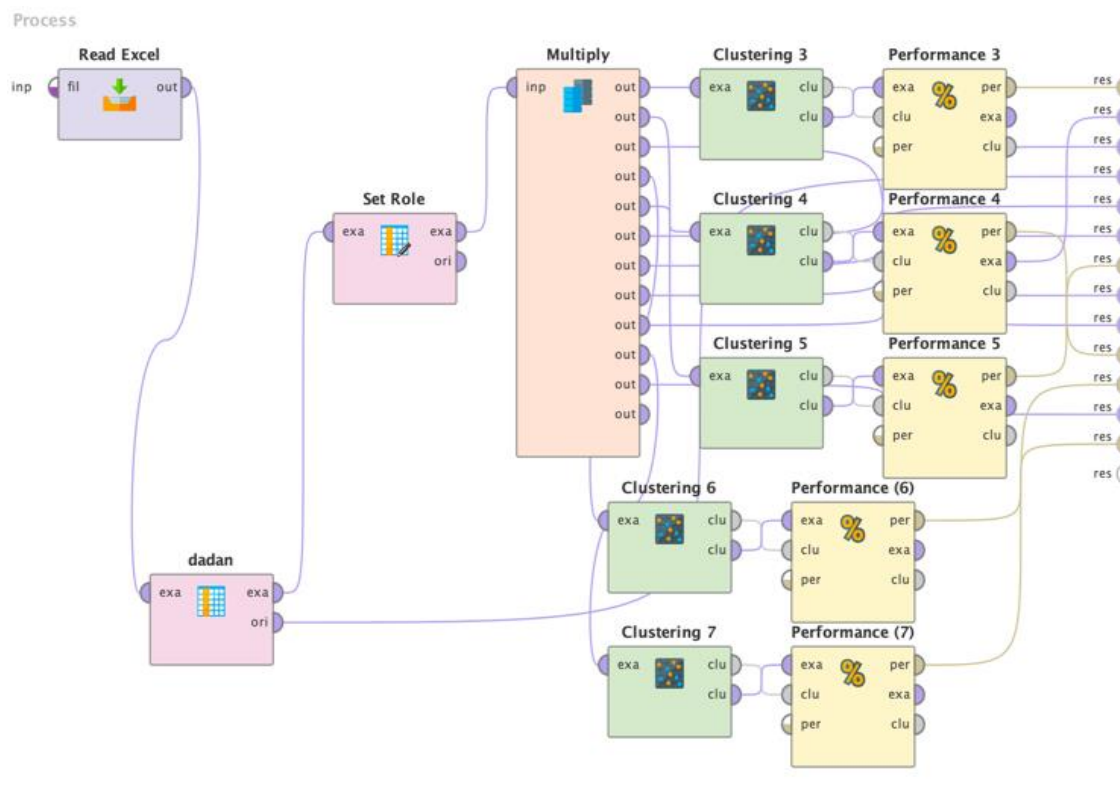 Process
Read Excel
inp
fil
out
Set Role
exa
exa
ori
dadan
exa
exa
ori
Multiply
inp
out
out
out
out
out
out
out
out
out
out
out
out
Clustering 3
exa
clu
clu
Performance 3
exa
per
clu
exa
per
clu
Clustering 4
exa
clu
clu
Performance 4
exa
per
clu
exa
per
clu
Clustering 5
exa
clu
clu
Performance 5
exa
per
clu
exa
per
clu
Clustering 6
exa
clu
clu
Performance (6)
exa
per
clu
exa
per
clu
Clustering 7
exa
clu
clu
Performance (7)
exa
per
clu
exa
per
clu
res
res
res
res
res
res
res
res
res
res
res
res
res
res